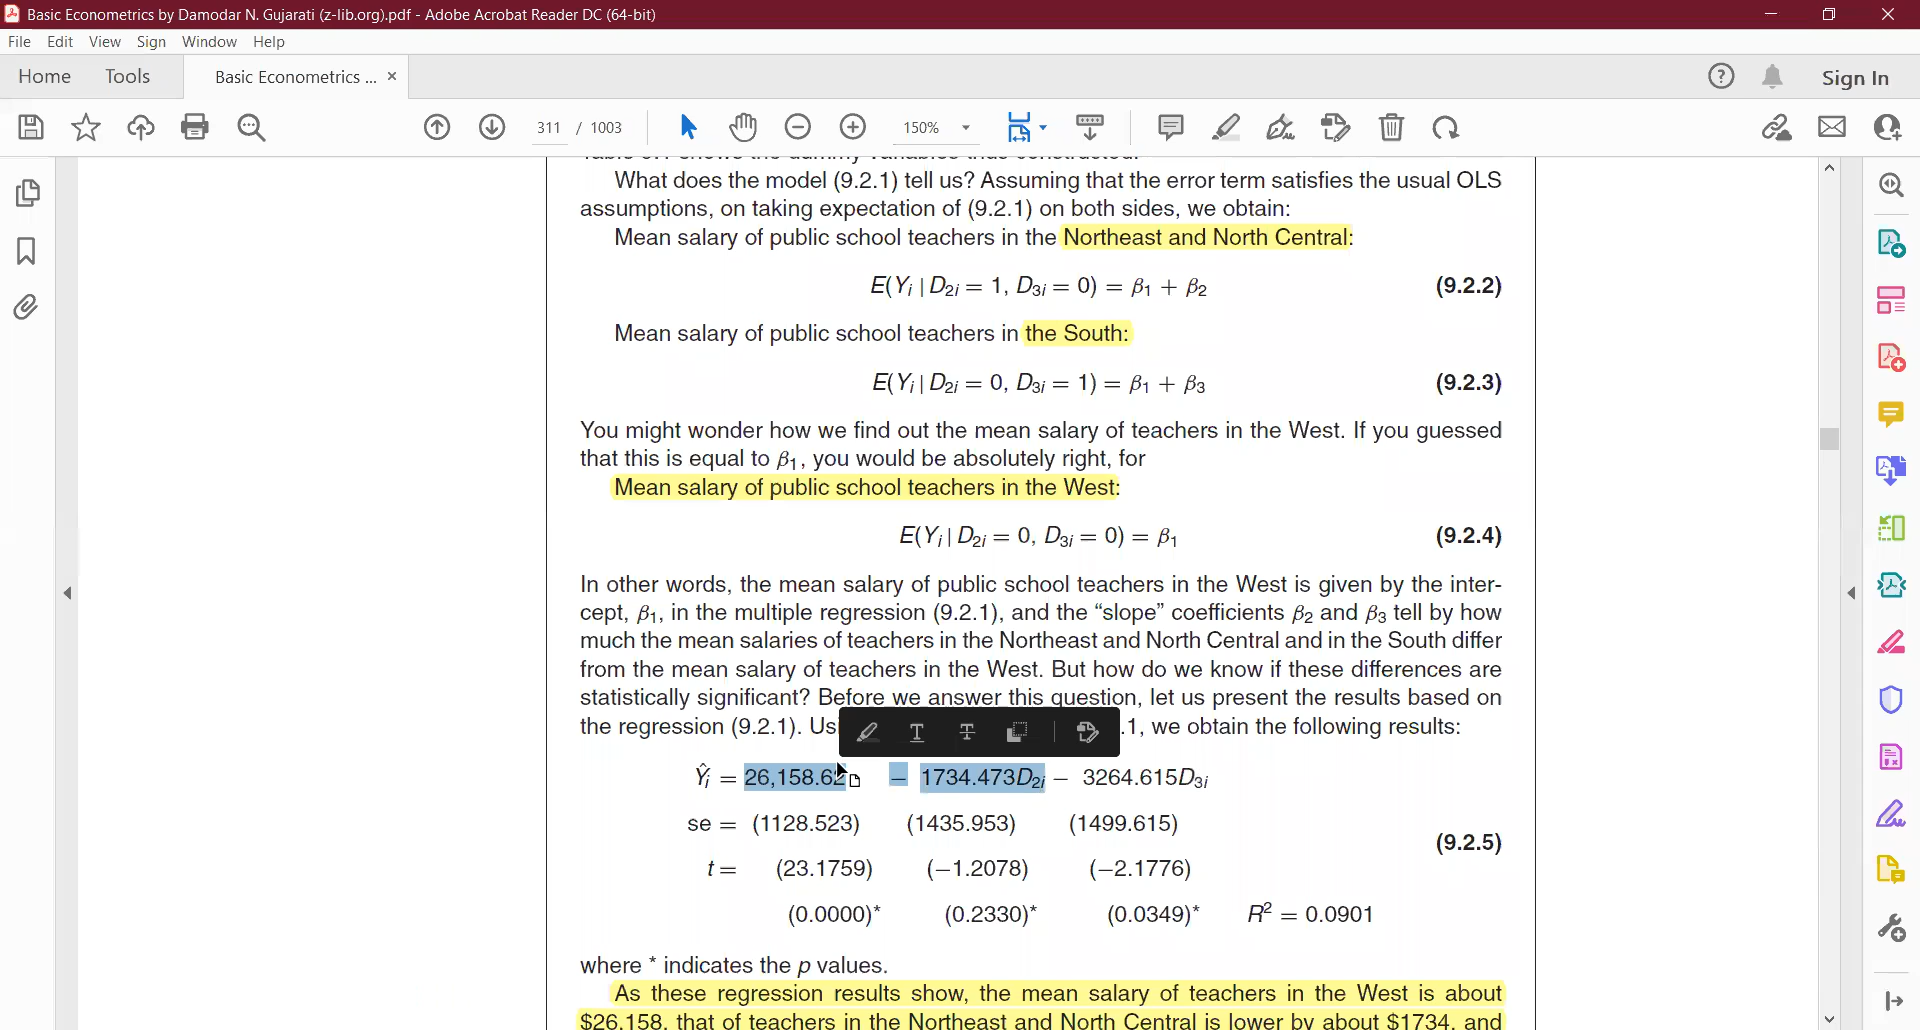 Basic Econometrics by Damodar N. Gujarati (z-lib.org).pdf - Adobe Acrobat Reader DC (64-bit)
File Edit View Sign Window Help
Home Tools Basic Econometrics ... × Sign In
311 / 1003 150%
Table 9.1 shows the dummy variables thus constructed.
What does the model (9.2.1) tell us? Assuming that the error term satisfies the usual OLS
assumptions, on taking expectation of (9.2.1) on both sides, we obtain:
Mean salary of public school teachers in the Northeast and North Central:
E(Yi | D2i = 1, D3i = 0) = β1 + β2 (9.2.2)
Mean salary of public school teachers in the South:
E(Yi | D2i = 0, D3i = 1) = β1 + β3 (9.2.3)
You might wonder how we find out the mean salary of teachers in the West. If you guessed
that this is equal to β1, you would be absolutely right, for
Mean salary of public school teachers in the West:
E(Yi | D2i = 0, D3i = 0) = β1 (9.2.4)
In other words, the mean salary of public school teachers in the West is given by the inter-
cept, β1, in the multiple regression (9.2.1), and the “slope” coefficients β2 and β3 tell by how
much the mean salaries of teachers in the Northeast and North Central and in the South differ
from the mean salary of teachers in the West. But how do we know if these differences are
statistically significant? Before we answer this question, let us present the results based on
the regression (9.2.1). Usi .1, we obtain the following results:
Ŷi = 26,158.62 − 1734.473D2i − 3264.615D3i
se = (1128.523) (1435.953) (1499.615)
(9.2.5)
t = (23.1759) (−1.2078) (−2.1776)
(0.0000)* (0.2330)* (0.0349)* R² = 0.0901
where * indicates the p values.
As these regression results show, the mean salary of teachers in the West is about
$26,158, that of teachers in the Northeast and North Central is lower by about $1734, and